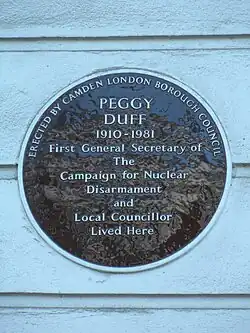 ERECTED BY CAMDEN LONDON BOROUGH COUNCIL
PEGGY
DUFF
1910-1981
First General Secretary of
The
Campaign for Nuclear
Disarmament
and
Local Councillor
Lived Here